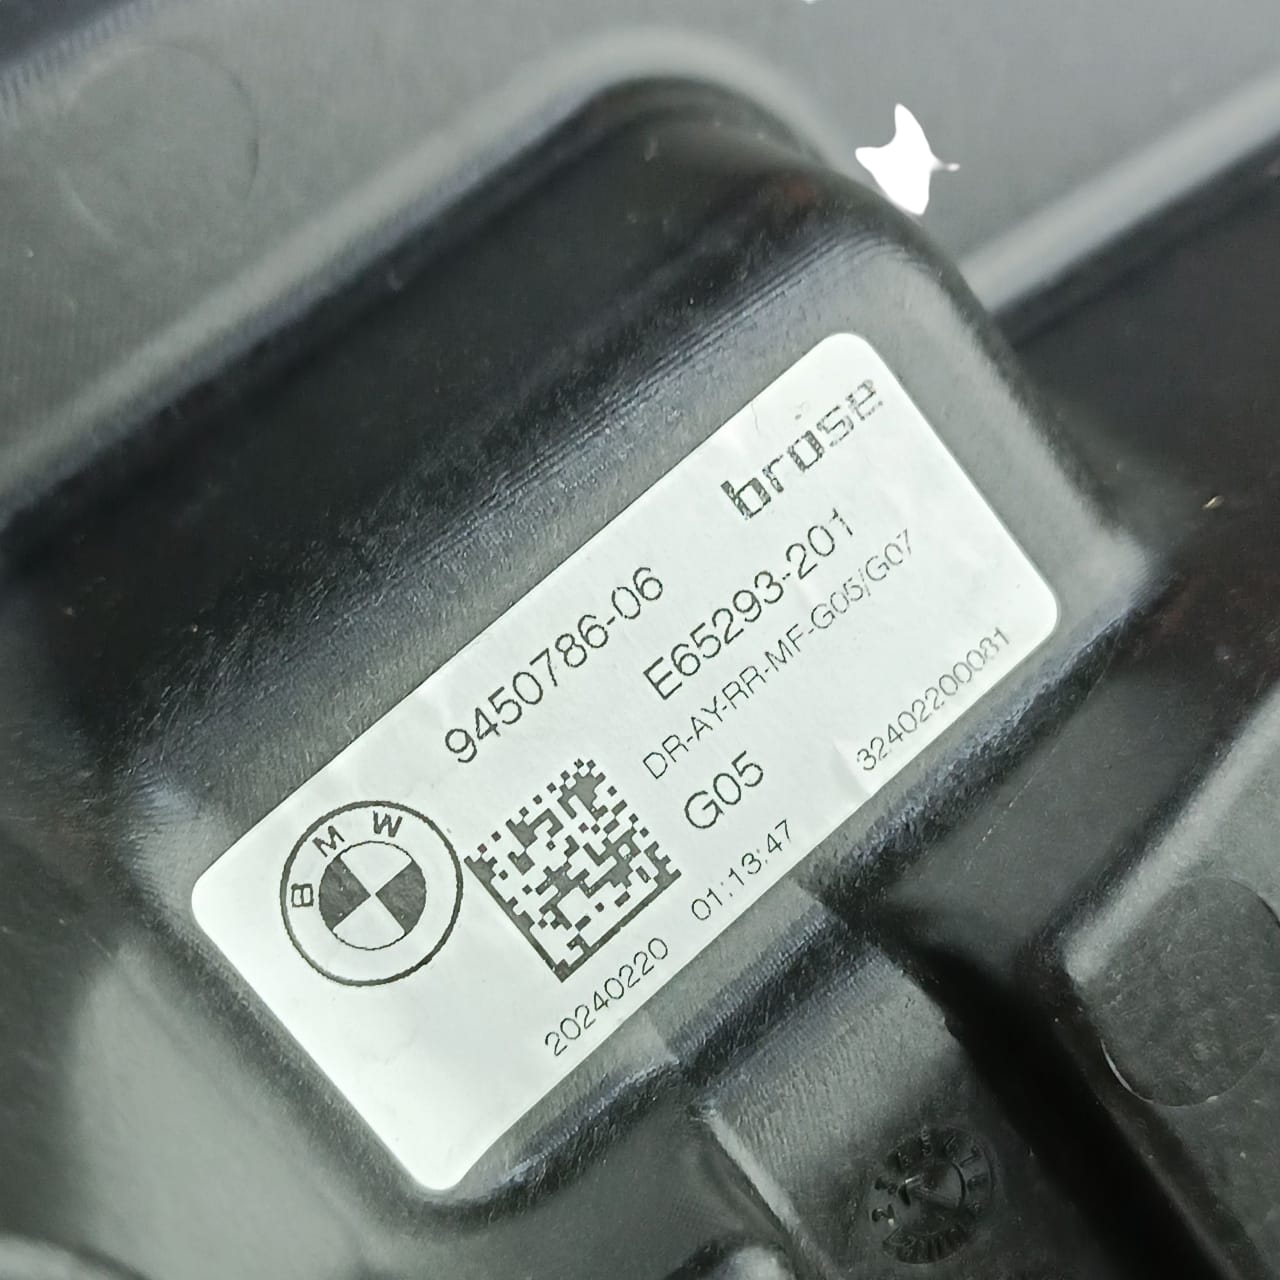 brose
9450786-06
E65293-201
DR-AY-RR-MF-G05/G07
G05
32402200081
BMW
20240220 01:13:47